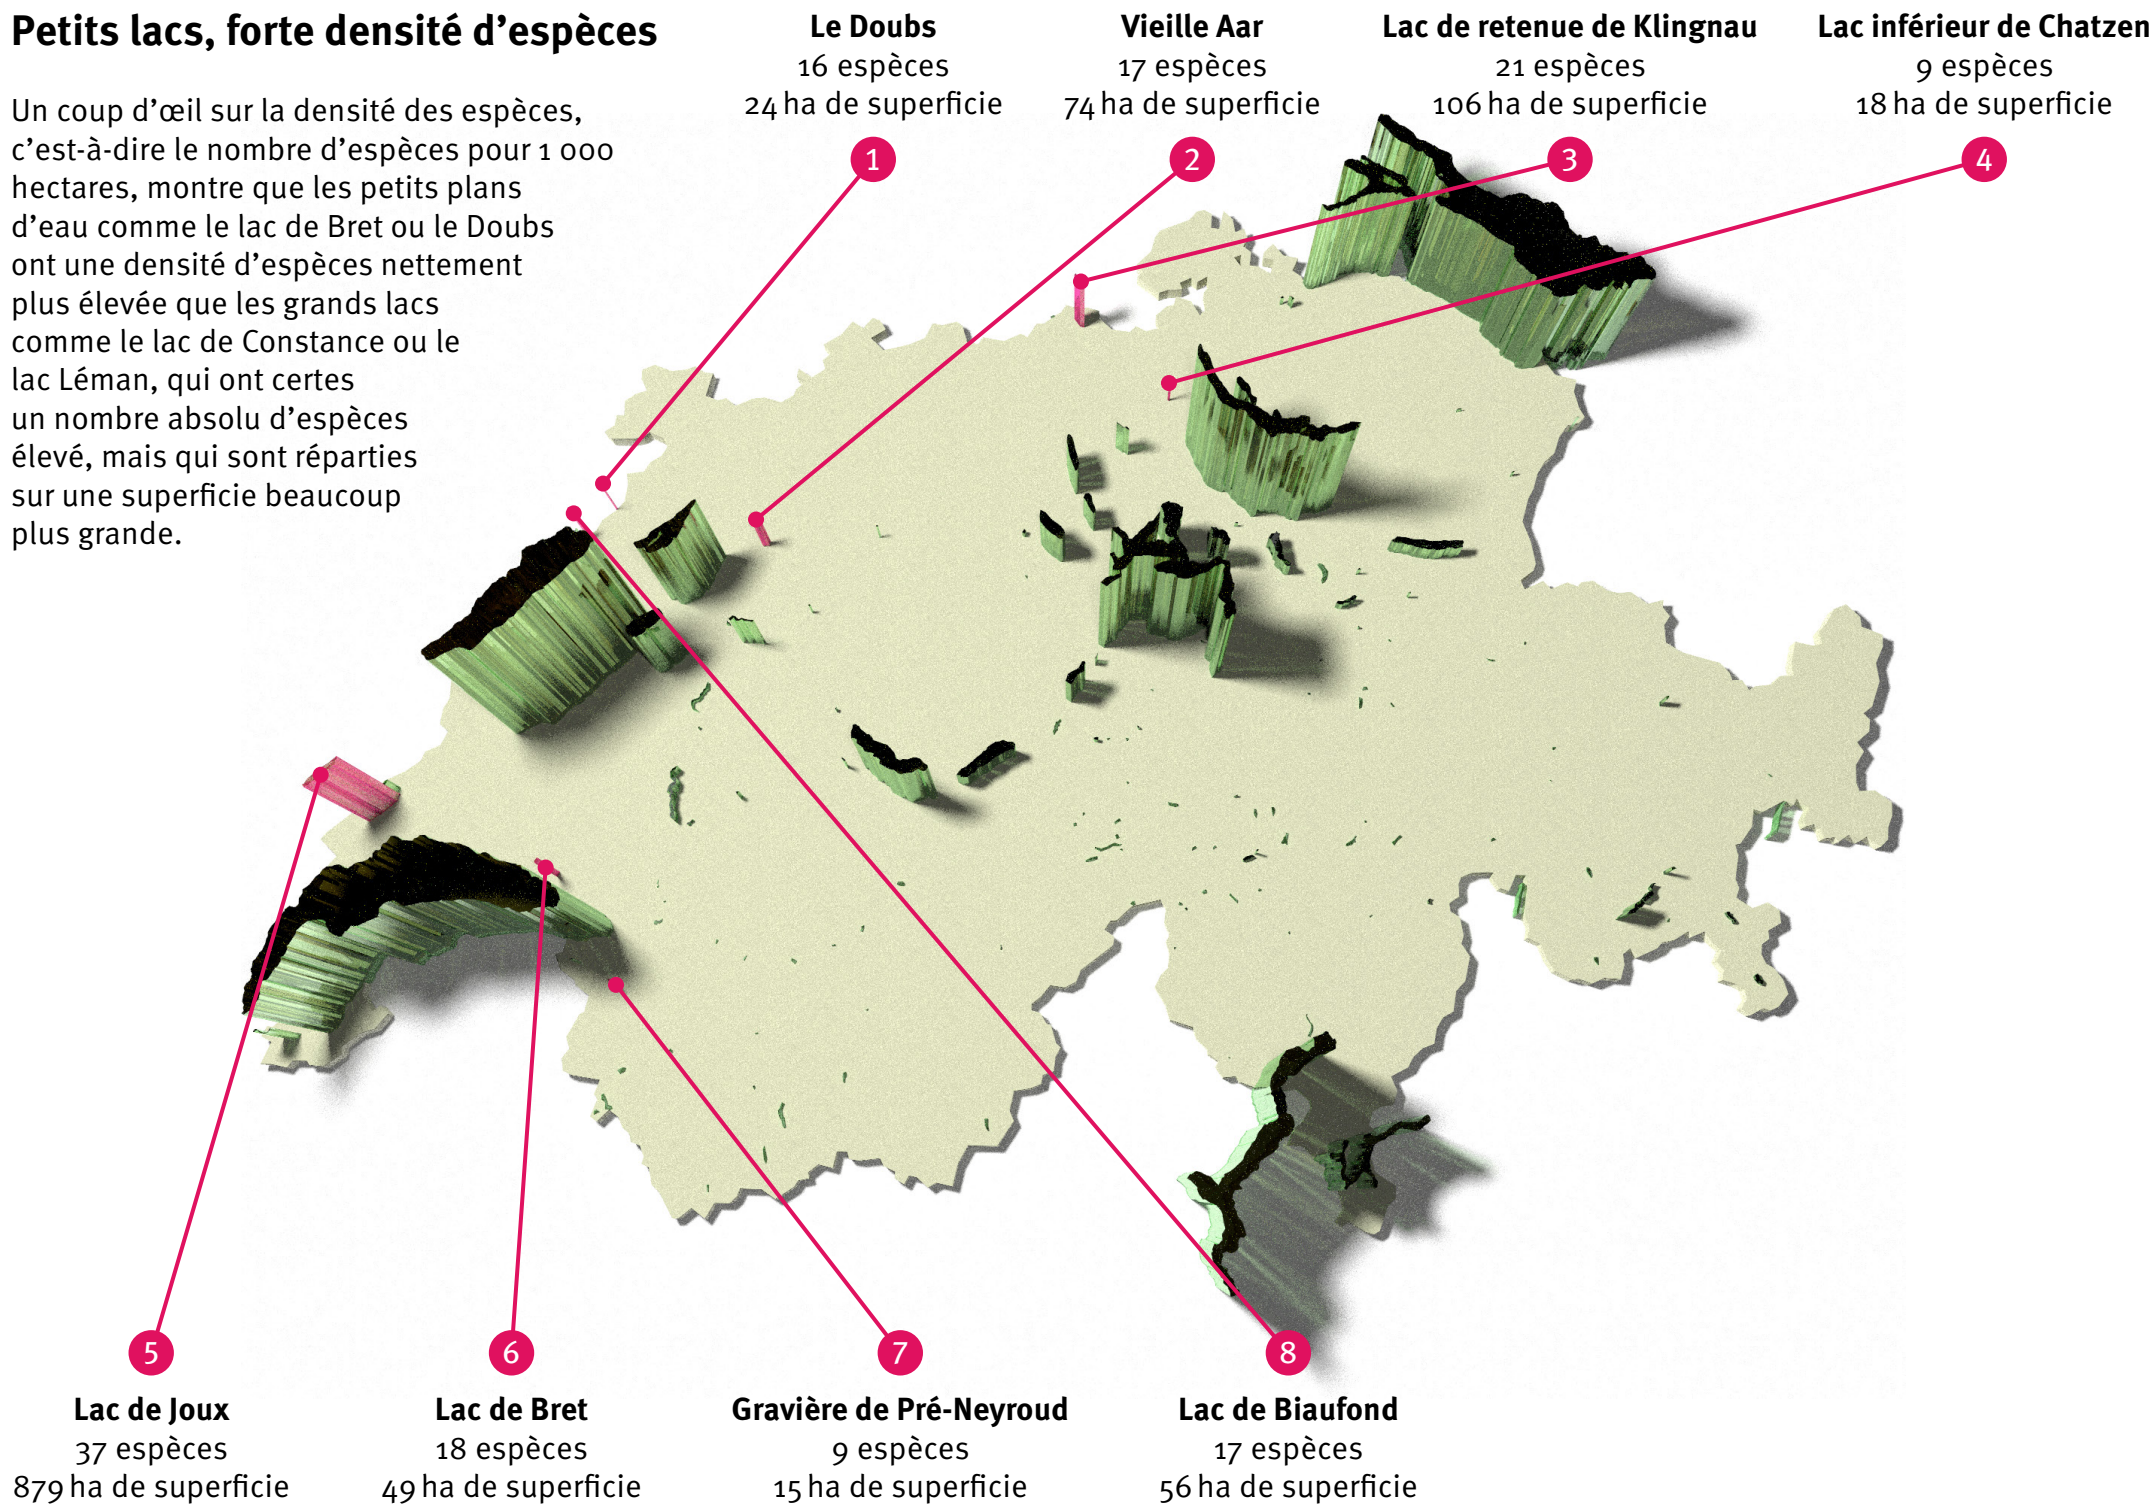 Petits lacs, forte densité d’espèces
Un coup d’œil sur la densité des espèces,
c’est-à-dire le nombre d’espèces pour 1 000
hectares, montre que les petits plans
d’eau comme le lac de Bret ou le Doubs
ont une densité d’espèces nettement
plus élevée que les grands lacs
comme le lac de Constance ou le
lac Léman, qui ont certes
un nombre absolu d’espèces
élevé, mais qui sont réparties
sur une superficie beaucoup
plus grande.
Le Doubs
16 espèces
24 ha de superficie
1
Vieille Aar
17 espèces
74 ha de superficie
2
Lac de retenue de Klingnau
21 espèces
106 ha de superficie
3
Lac inférieur de Chatzen
9 espèces
18 ha de superficie
4
5
Lac de Joux
37 espèces
879 ha de superficie
6
Lac de Bret
18 espèces
49 ha de superficie
7
Gravière de Pré-Neyroud
9 espèces
15 ha de superficie
8
Lac de Biaufond
17 espèces
56 ha de superficie